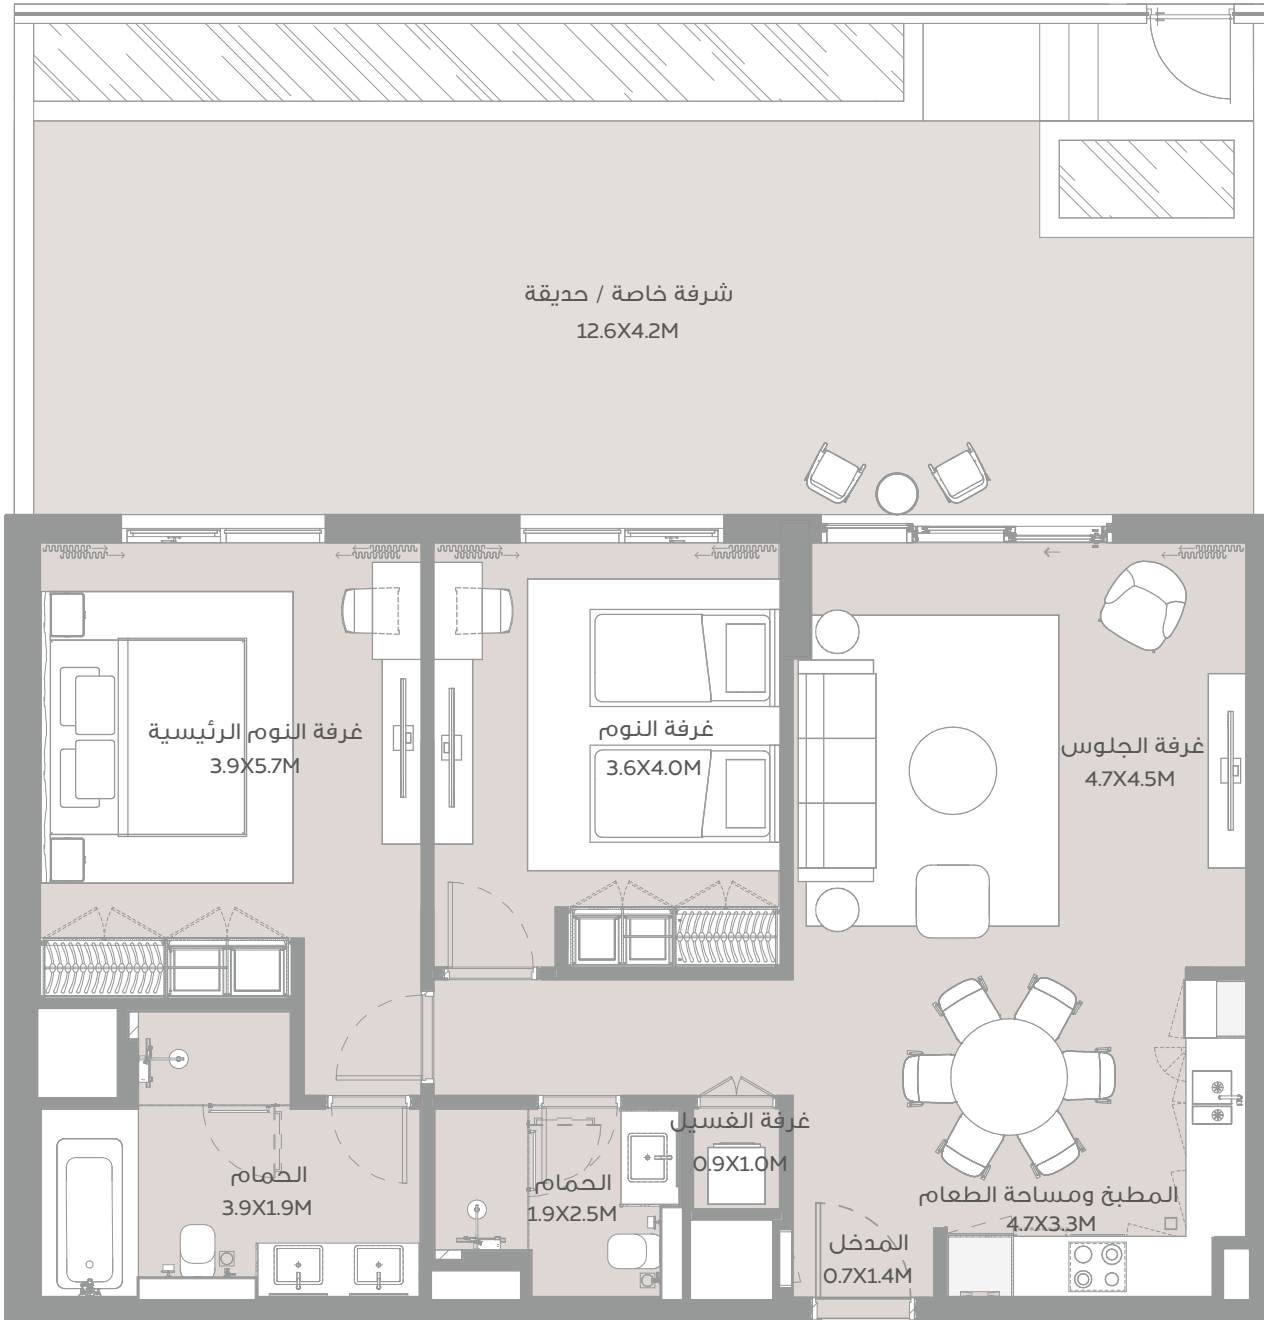 شرفة خاصة / حديقة
12.6X4.2M
غرفة النوم الرئيسية
3.9X5.7M
غرفة النوم
3.6X4.0M
غرفة الجلوس
4.7X4.5M
غرفة الغسيل
0.9X1.0M
الحمام
3.9X1.9M
الحمام
1.9X2.5M
المطبخ ومساحة الطعام
4.7X3.3M
المدخل
0.7X1.4M